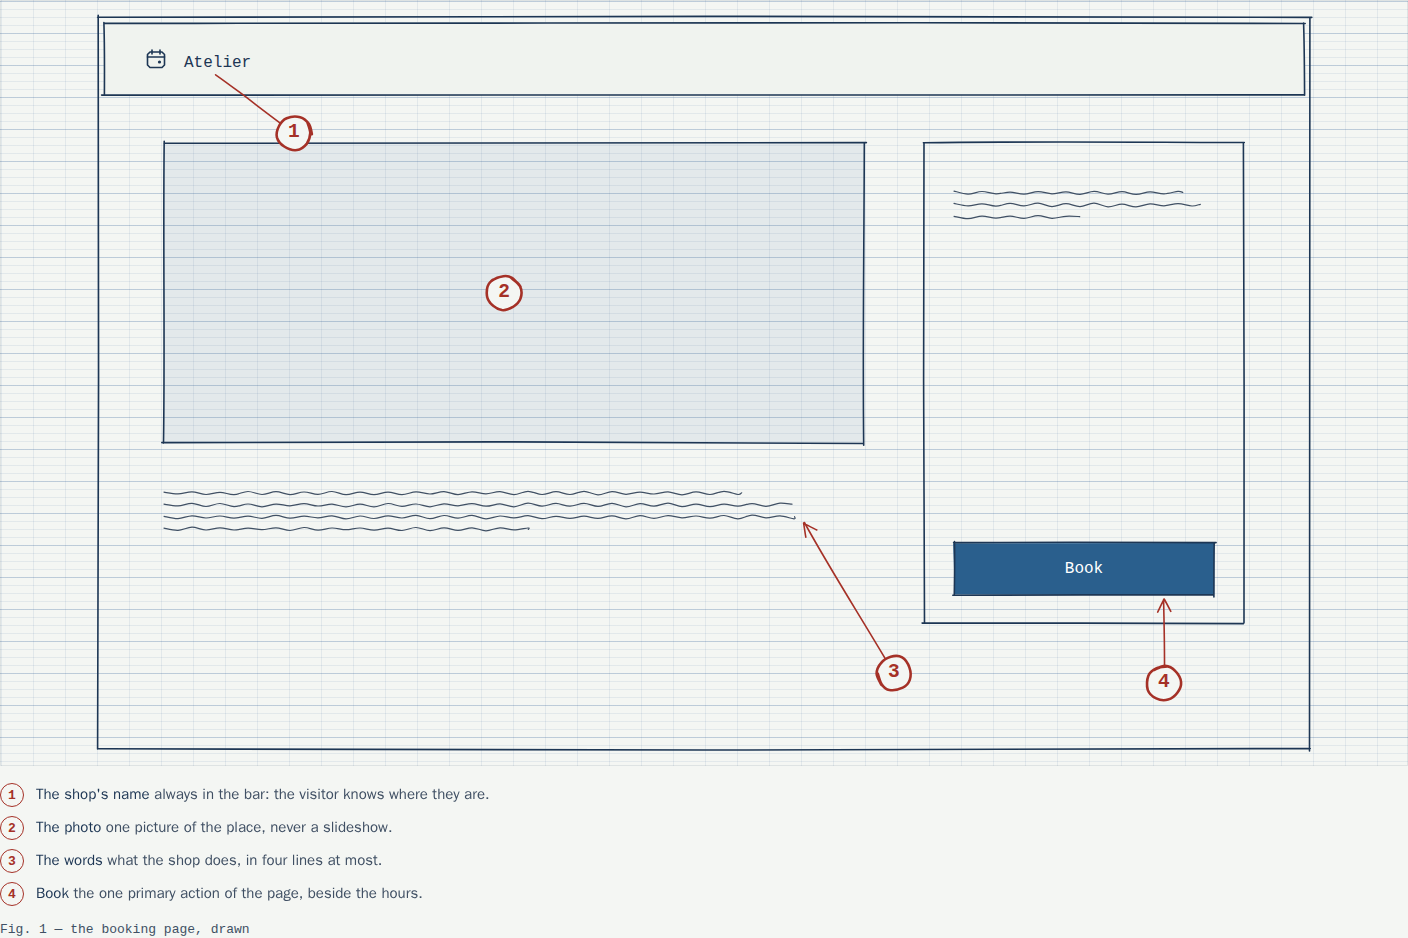 Atelier
1
2
Book
3
4
1 The shop's name always in the bar: the visitor knows where they are.
2 The photo one picture of the place, never a slideshow.
3 The words what the shop does, in four lines at most.
4 Book the one primary action of the page, beside the hours.
Fig. 1 — the booking page, drawn